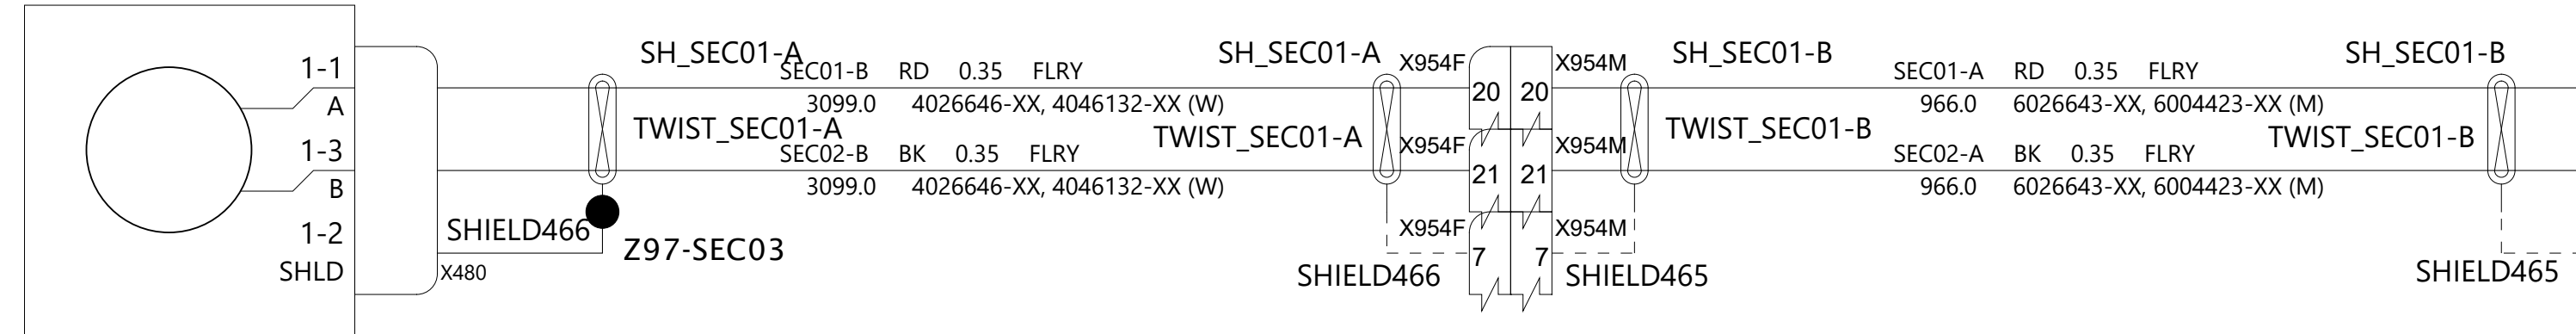 1-1
A
1-3
B
1-2
SHLD
X480
SHIELD466
Z97-SEC03
SH_SEC01-A
TWIST_SEC01-A
SEC01-B RD 0.35 FLRY
3099.0 4026646-XX, 4046132-XX (W)
SEC02-B BK 0.35 FLRY
3099.0 4026646-XX, 4046132-XX (W)
SH_SEC01-A
TWIST_SEC01-A
SHIELD466
X954F
20
20
X954M
X954F
21
21
X954M
X954F
7
7
X954M
SHIELD465
SH_SEC01-B
TWIST_SEC01-B
SEC01-A RD 0.35 FLRY
966.0 6026643-XX, 6004423-XX (M)
SEC02-A BK 0.35 FLRY
966.0 6026643-XX, 6004423-XX (M)
SH_SEC01-B
TWIST_SEC01-B
SHIELD465